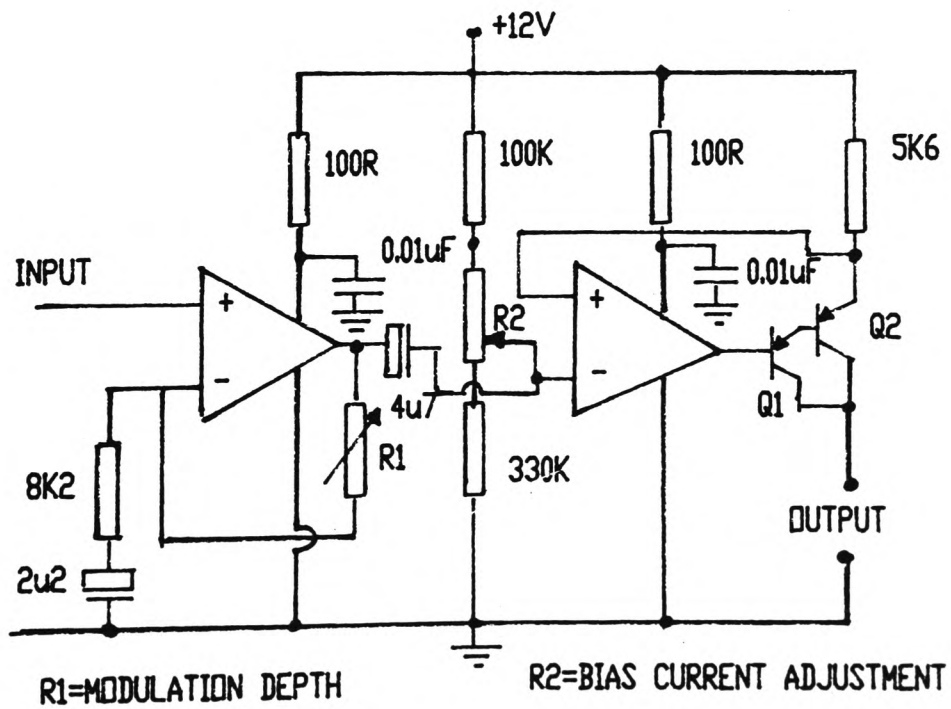 +12V
100R
100K
100R
5K6
INPUT
0.01uF
0.01uF
+
-
R2
+
-
Q2
Q1
4u7
R1
8K2
330K
2u2
OUTPUT
R1=MODULATION DEPTH
R2=BIAS CURRENT ADJUSTMENT